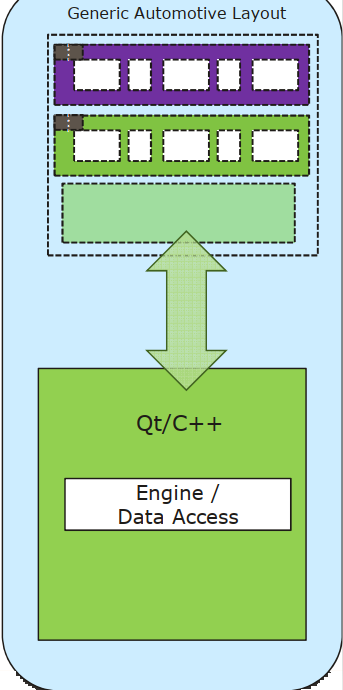 Generic Automotive Layout
Qt/C++
Engine /
Data Access